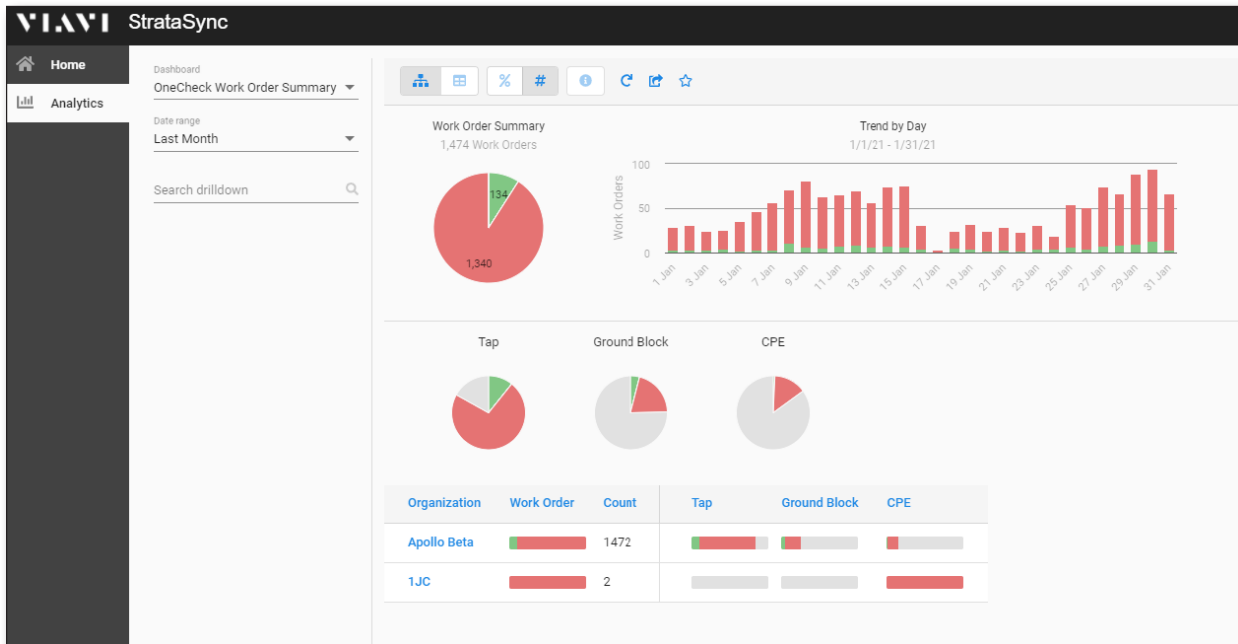 VIAVI StrataSync
Home
Analytics
Dashboard
OneCheck Work Order Summary
Date range
Last Month
Search drilldown
%
#
Work Order Summary
1,474 Work Orders
134
1,340
Trend by Day
1/1/21 - 1/31/21
Work Orders
100
50
0
1 Jan
3 Jan
5 Jan
7 Jan
9 Jan
11 Jan
13 Jan
15 Jan
17 Jan
19 Jan
21 Jan
23 Jan
25 Jan
27 Jan
29 Jan
31 Jan
Tap
Ground Block
CPE
Organization Work Order Count Tap Ground Block CPE
Apollo Beta 1472
1JC 2